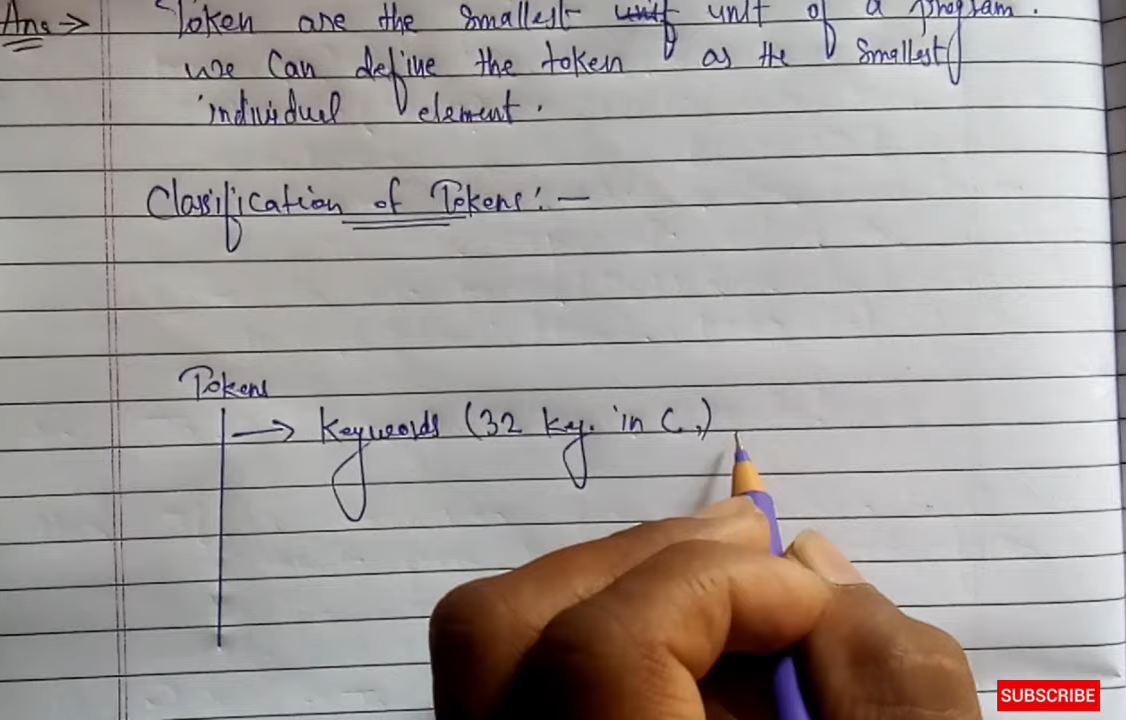 Ans → Token are the smallest unit unit of a program.
we can define the token as the smallest
individual element.
Classification of Tokens:-
Tokens
→ Keywords (32 key. in C,)
SUBSCRIBE